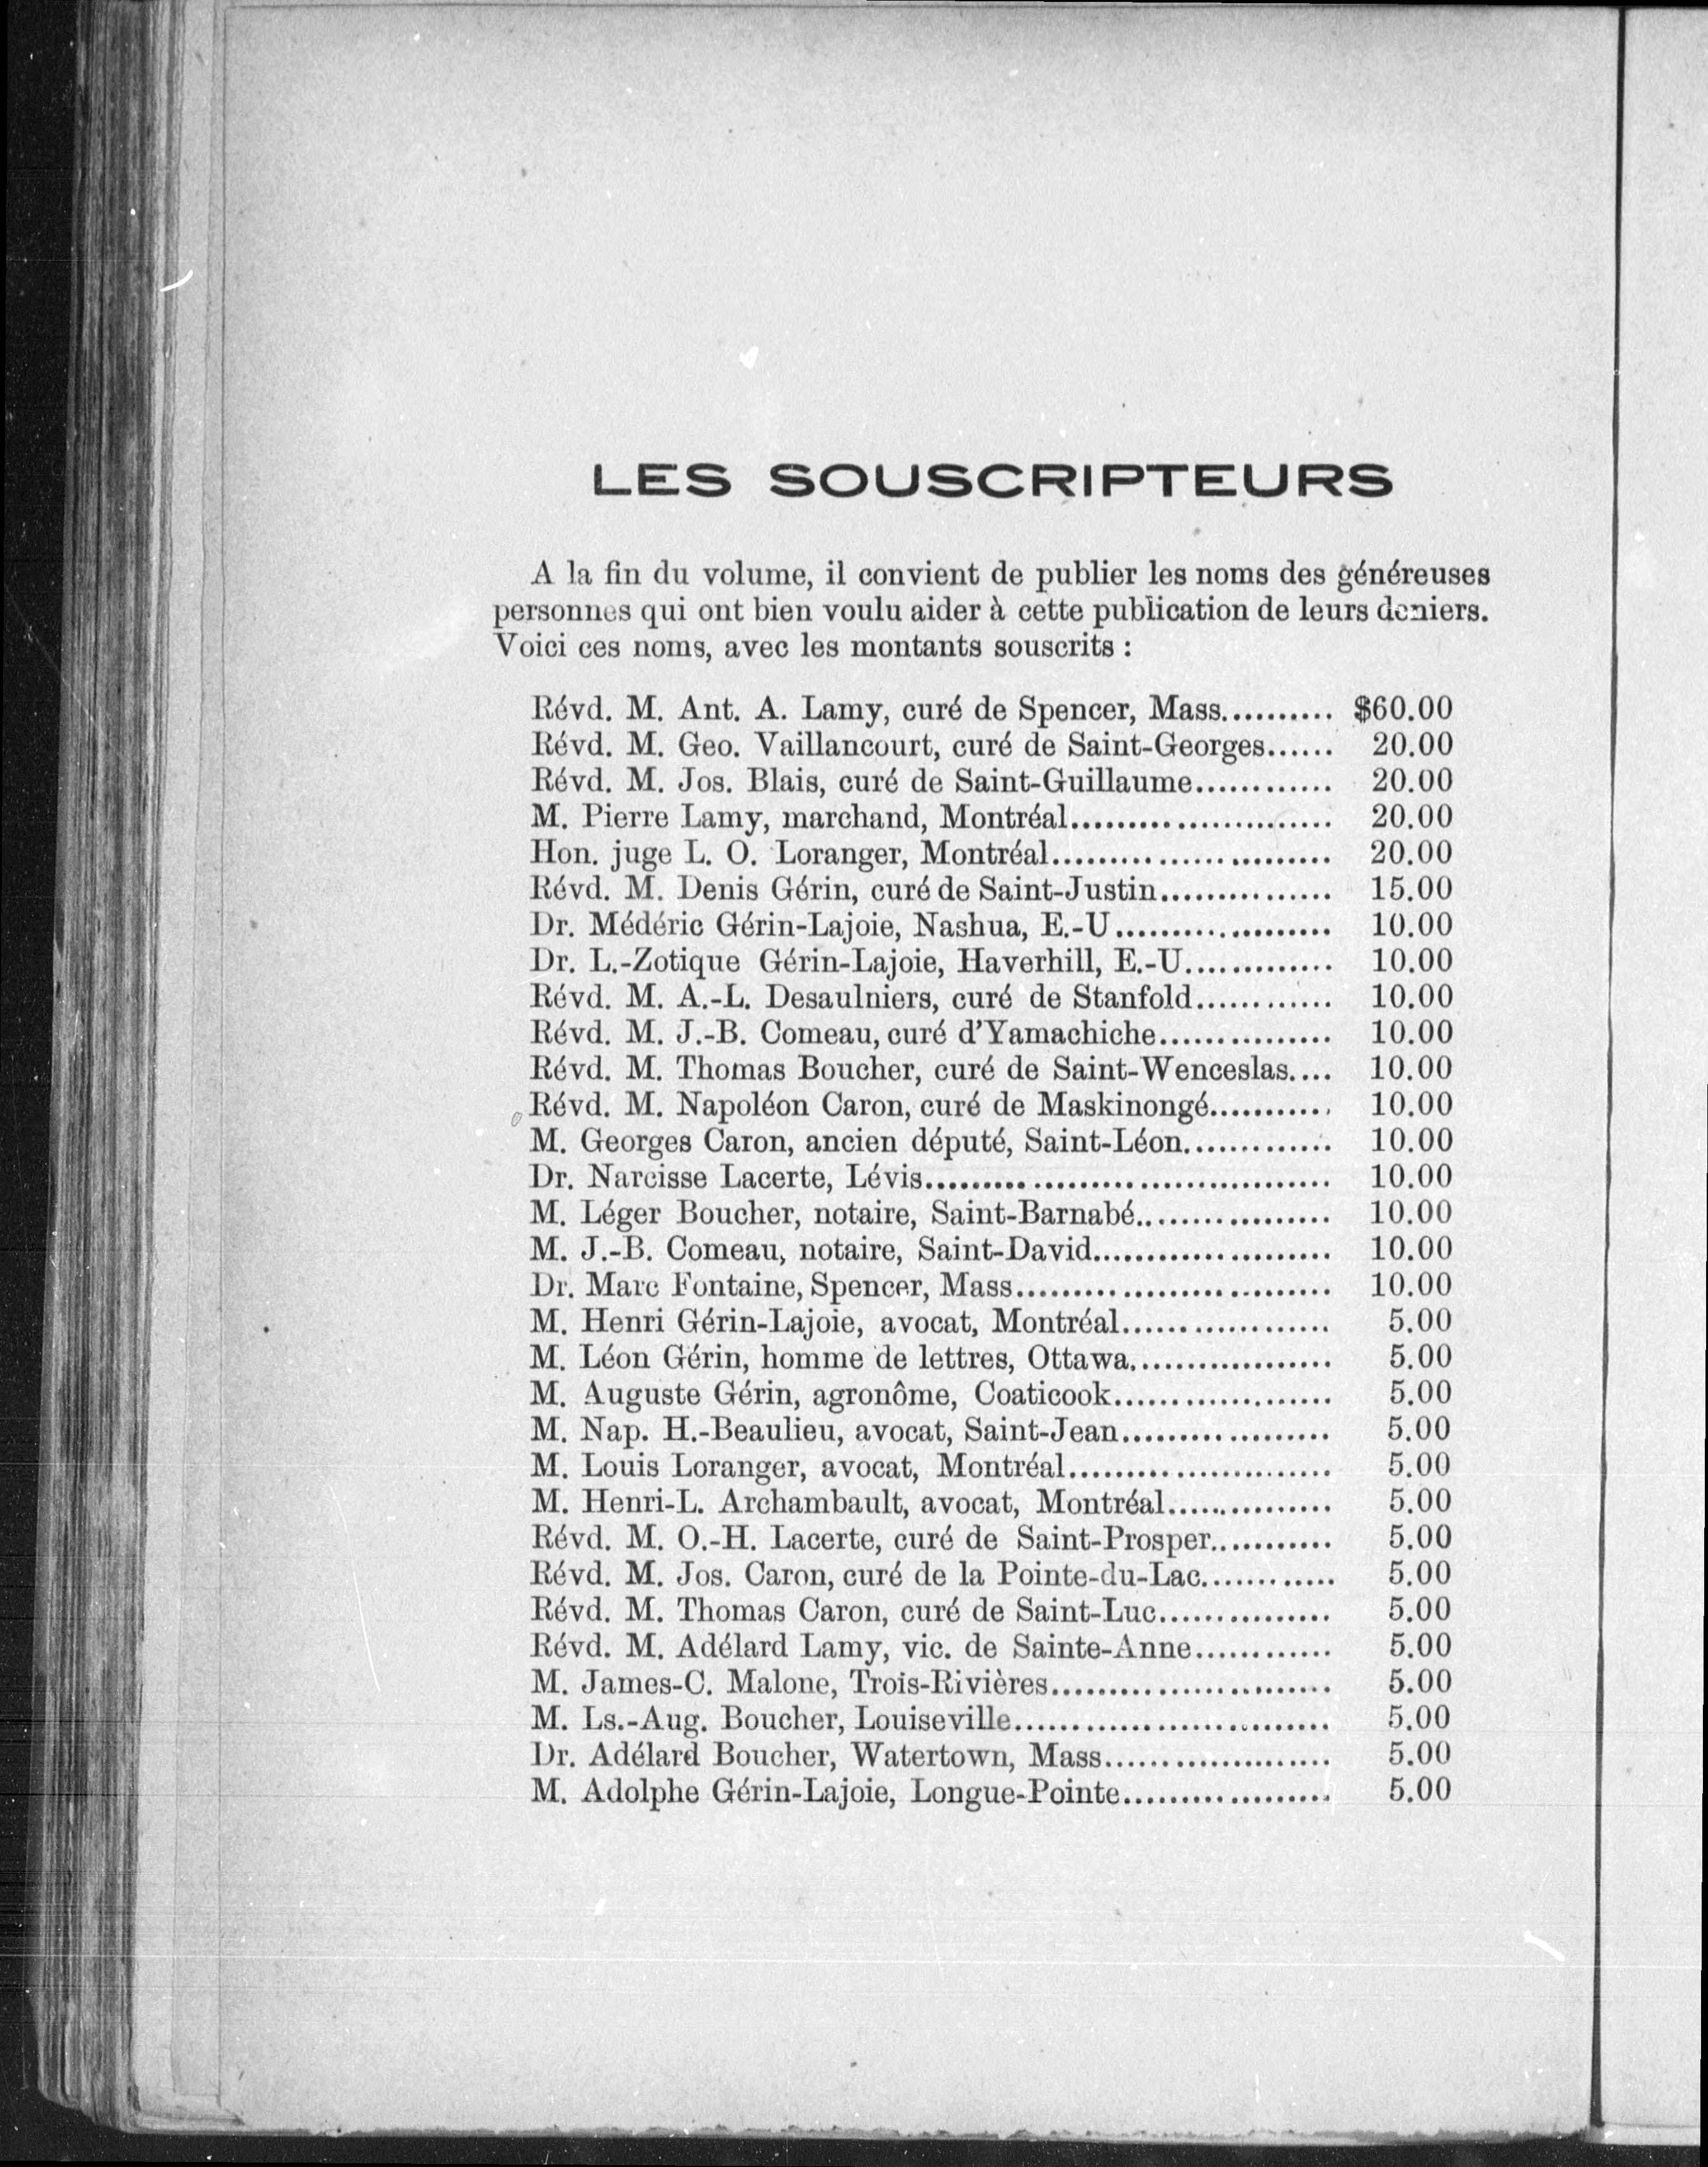 LES SOUSCRIPTEURS
A la fin du volume, il convient de publier les noms des généreuses
personnes qui ont bien voulu aider à cette publication de leurs deniers.
Voici ces noms, avec les montants souscrits :
Révd. M. Ant. A. Lamy, curé de Spencer, Mass.......... $60.00
Révd. M. Geo. Vaillancourt, curé de Saint-Georges...... 20.00
Révd. M. Jos. Blais, curé de Saint-Guillaume............ 20.00
M. Pierre Lamy, marchand, Montréal....................... 20.00
Hon. juge L. O. Loranger, Montréal........................ 20.00
Révd. M. Denis Gérin, curé de Saint-Justin............... 15.00
Dr. Médéric Gérin-Lajoie, Nashua, E.-U................... 10.00
Dr. L.-Zotique Gérin-Lajoie, Haverhill, E.-U............. 10.00
Révd. M. A.-L. Desaulniers, curé de Stanfold............ 10.00
Révd. M. J.-B. Comeau, curé d'Yamachiche............... 10.00
Révd. M. Thomas Boucher, curé de Saint-Wenceslas.... 10.00
Révd. M. Napoléon Caron, curé de Maskinongé........... 10.00
M. Georges Caron, ancien député, Saint-Léon............. 10.00
Dr. Narcisse Lacerte, Lévis................................... 10.00
M. Léger Boucher, notaire, Saint-Barnabé................. 10.00
M. J.-B. Comeau, notaire, Saint-David..................... 10.00
Dr. Marc Fontaine, Spencer, Mass........................... 10.00
M. Henri Gérin-Lajoie, avocat, Montréal.................. 5.00
M. Léon Gérin, homme de lettres, Ottawa................. 5.00
M. Auguste Gérin, agronôme, Coaticook................... 5.00
M. Nap. H.-Beaulieu, avocat, Saint-Jean.................. 5.00
M. Louis Loranger, avocat, Montréal....................... 5.00
M. Henri-L. Archambault, avocat, Montréal............... 5.00
Révd. M. O.-H. Lacerte, curé de Saint-Prosper........... 5.00
Révd. M. Jos. Caron, curé de la Pointe-du-Lac............ 5.00
Révd. M. Thomas Caron, curé de Saint-Luc............... 5.00
Révd. M. Adélard Lamy, vic. de Sainte-Anne............ 5.00
M. James-C. Malone, Trois-Rivières........................ 5.00
M. Ls.-Aug. Boucher, Louiseville........................... 5.00
Dr. Adélard Boucher, Watertown, Mass.................... 5.00
M. Adolphe Gérin-Lajoie, Longue-Pointe.................. 5.00